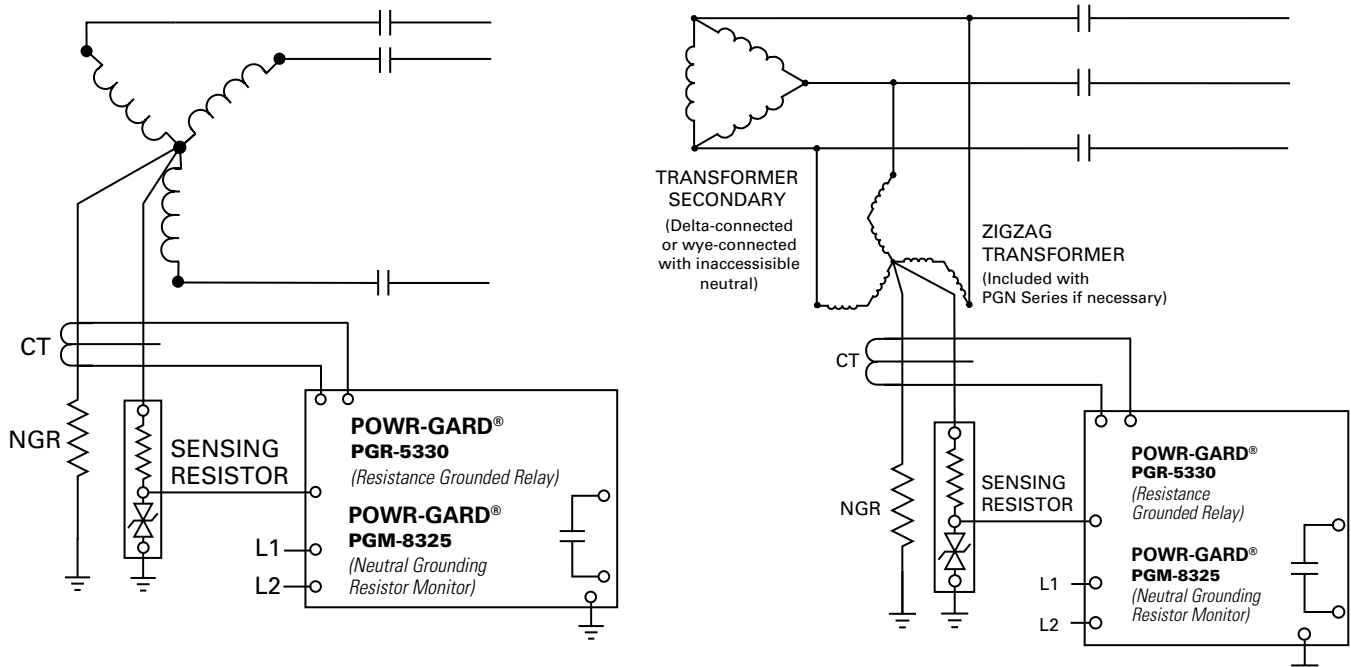 CT
NGR
SENSING
RESISTOR
L1
L2
POWR-GARD®
PGR-5330
(Resistance Grounded Relay)
POWR-GARD®
PGM-8325
(Neutral Grounding
Resistor Monitor)
TRANSFORMER
SECONDARY
(Delta-connected
or wye-connected
with inaccessisible
neutral)
ZIGZAG
TRANSFORMER
(Included with
PGN Series if necessary)
CT
NGR
SENSING
RESISTOR
L1
L2
POWR-GARD®
PGR-5330
(Resistance
Grounded Relay)
POWR-GARD®
PGM-8325
(Neutral Grounding
Resistor Monitor)